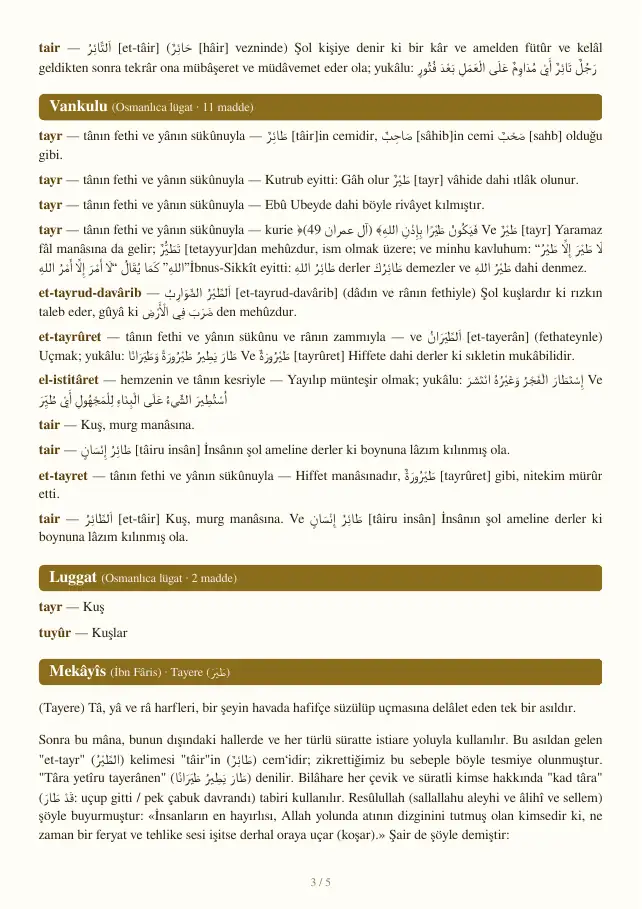 tair — اَلتَّائِرُ [et-tâir] (حَائِرٌ [hâir] vezninde) Şol kişiye denir ki bir kâr ve amelden fütûr ve kelâl
geldikten sonra tekrâr ona mübâşeret ve müdâvemet eder ola; yukâlu: رَجُلٌ تَائِرٌ أَيْ مُدَاوِمٌ عَلَى الْعَمَلِ بَعْدَ فُتُورٍ
Vankulu (Osmanlıca lügat · 11 madde)
tayr — tânın fethi ve yânın sükûnuyla — طَائِرٌ [tâir]in cemidir, صَاحِبٌ [sâhib]in cemi صَحْبٌ [sahb] olduğu
gibi.
tayr — tânın fethi ve yânın sükûnuyla — Kutrub eyitti: Gâh olur طَيْرٌ [tayr] vâhide dahi ıtlâk olunur.
tayr — tânın fethi ve yânın sükûnuyla — Ebû Ubeyde dahi böyle rivâyet kılmıştır.
tayr — tânın fethi ve yânın sükûnuyla — kurie ﴿فَيَكُونُ طَيْرًا بِإِذْنِ اللهِ﴾ (آل عمران 49) Ve طَيْرٌ [tayr] Yaramaz
fâl manâsına da gelir; تَطَيُّرٌ [tetayyur]dan mehûzdur, ism olmak üzere; ve minhu kavluhum: “لَا طَيْرَ إِلَّا طَيْرُ
اللهِ” كَمَا يُقَالُ “لَا أَمْرَ إِلَّا أَمْرُ اللهِ” İbnus-Sikkît eyitti: طَائِرُ اللهِ derler طَائِرُكَ demezler ve طَيْرُ اللهِ dahi denmez.
et-tayrud-davârib — اَلطَّيْرُ الضَّوَارِبُ [et-tayrud-davârib] (dâdın ve rânın fethiyle) Şol kuşlardır ki rızkın
taleb eder, gûyâ ki ضَرَبَ فِي الْأَرْضِ den mehûzdur.
et-tayrûret — tânın fethi ve yânın sükûnu ve rânın zammıyla — ve اَلطَّيَرَانُ [et-tayerân] (fethateynle)
Uçmak; yukâlu: طَارَ يَطِيرُ طَيْرُورَةً وَطَيَرَانًا Ve طَيْرُورَةٌ [tayrûret] Hiffete dahi derler ki sıkletin mukâbilidir.
el-istitâret — hemzenin ve tânın kesriyle — Yayılıp münteşir olmak; yukâlu: إِسْتَطَارَ الْفَجْرُ وَغَيْرُهُ انْتَشَرَ Ve
أُسْتُطِيرَ الشَّيْءُ عَلَى الْبِنَاءِ لِلْمَجْهُولِ أَيْ طُيِّرَ
tair — Kuş, murg manâsına.
tair — طَائِرُ إِنْسَانٍ [tâiru insân] İnsânın şol ameline derler ki boynuna lâzım kılınmış ola.
et-tayret — tânın fethi ve yânın sükûnuyla — Hiffet manâsınadır, طَيْرُورَةٌ [tayrûret] gibi, nitekim mürûr
etti.
tair — اَلطَّائِرُ [et-tâir] Kuş, murg manâsına. Ve طَائِرُ إِنْسَانٍ [tâiru insân] İnsânın şol ameline derler ki
boynuna lâzım kılınmış ola.
Luggat (Osmanlıca lügat · 2 madde)
tayr — Kuş
tuyûr — Kuşlar
Mekâyîs (İbn Fâris) · Tayere (طَيَرَ)
(Tayere) Tâ, yâ ve râ harfleri, bir şeyin havada hafifçe süzülüp uçmasına delâlet eden tek bir asıldır.
Sonra bu mâna, bunun dışındaki hallerde ve her türlü süratte istiare yoluyla kullanılır. Bu asıldan gelen
"et-tayr" (الطَّيْرُ) kelimesi "tâir"in (طَائِرٌ) cem‘idir; zikrettiğimiz bu sebeple böyle tesmiye olunmuştur.
"Târa yetîru tayerânen" (طَارَ يَطِيرُ طَيَرَانًا) denilir. Bilâhare her çevik ve süratli kimse hakkında "kad târa"
(قَدْ طَارَ: uçup gitti / pek çabuk davrandı) tabiri kullanılır. Resûlullah (sallallahu aleyhi ve âlihî ve sellem)
şöyle buyurmuştur: «İnsanların en hayırlısı, Allah yolunda atının dizginini tutmuş olan kimsedir ki, ne
zaman bir feryat ve tehlike sesi işitse derhal oraya uçar (koşar).» Şair de şöyle demiştir:
3 / 5